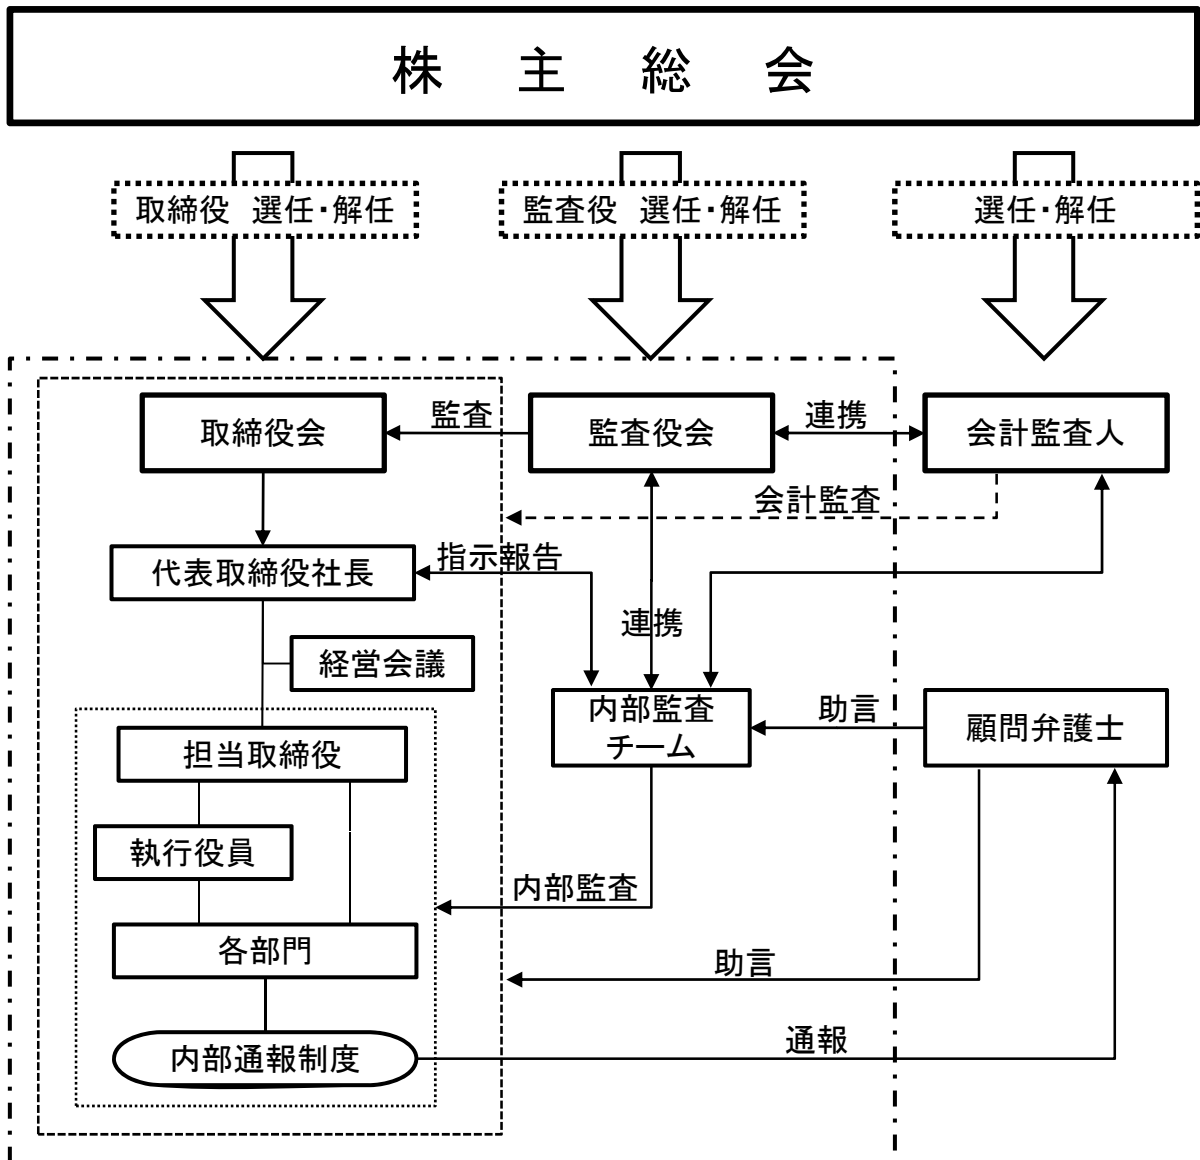 株主総会
取締役 選任・解任
監査役 選任・解任
選任・解任
取締役会
監査
監査役会
連携
会計監査人
会計監査
代表取締役社長
指示報告
連携
経営会議
内部監査
チーム
助言
顧問弁護士
担当取締役
執行役員
内部監査
各部門
助言
内部通報制度
通報